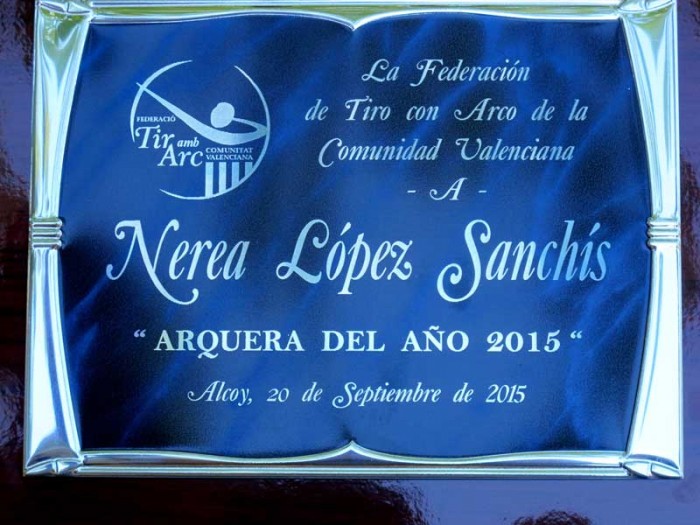 FEDERACIÓ
Tir amb
Arc
COMUNITAT
VALENCIANA
La Federación
de Tiro con Arco de la
Comunidad Valenciana
- A -
Nerea López Sanchís
“ ARQUERA DEL AÑO 2015 “
Alcoy, 20 de Septiembre de 2015